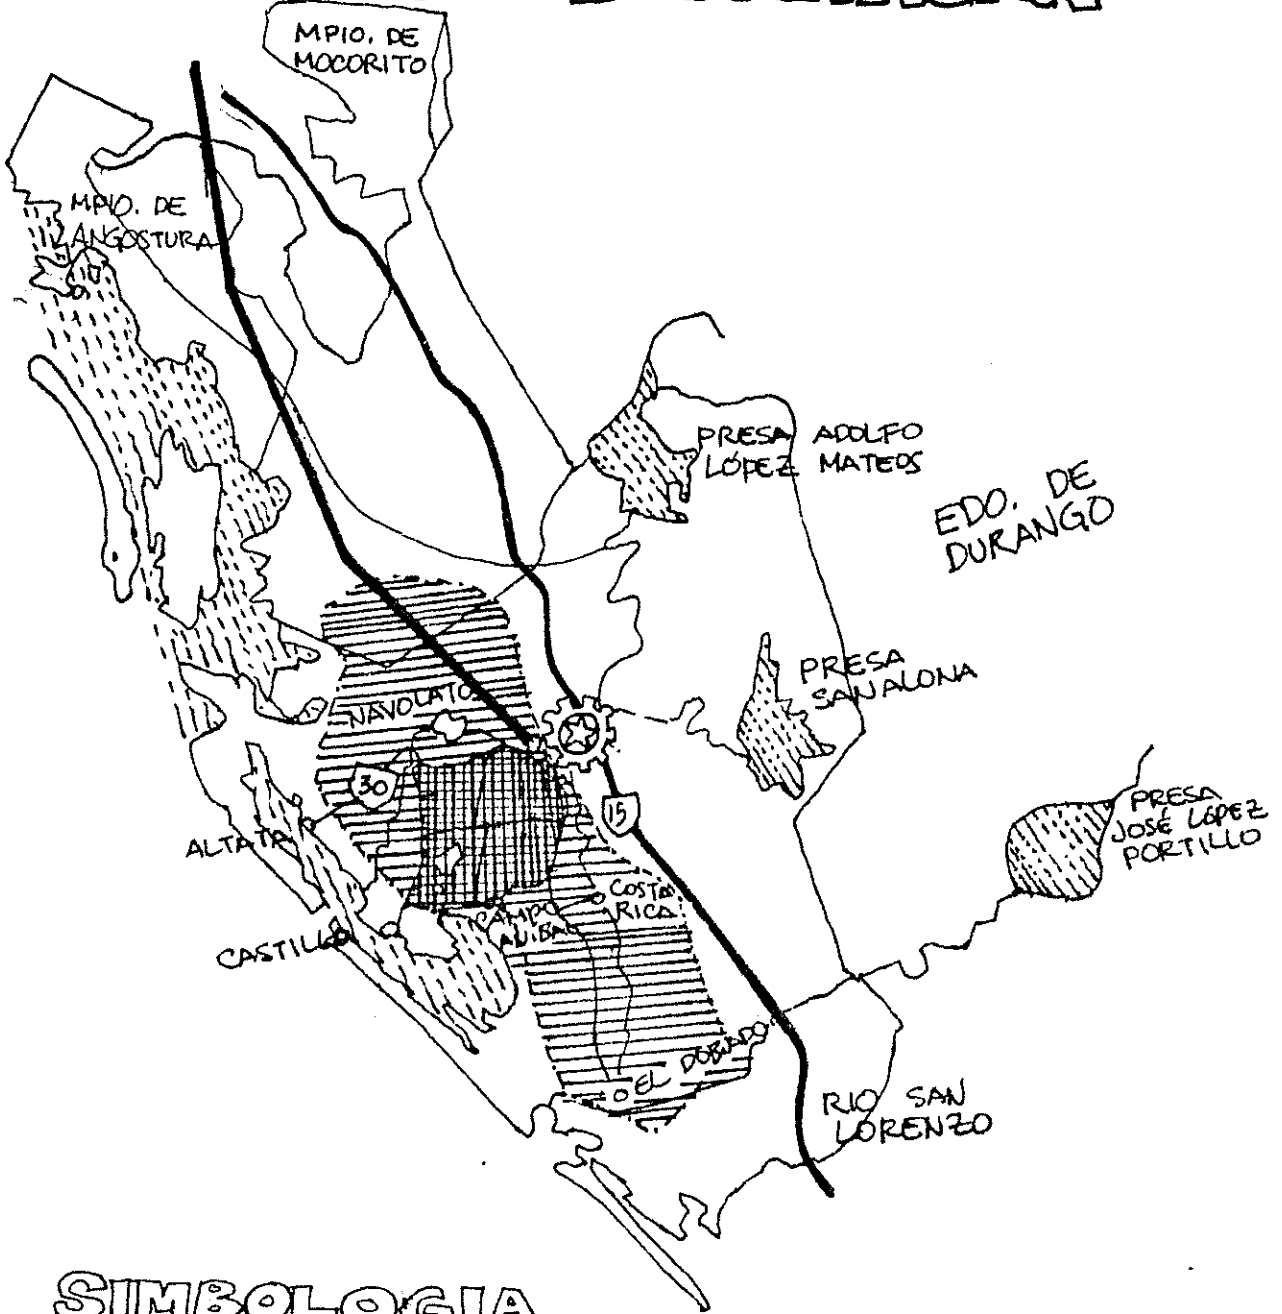 MPIO. DE
MOCORITO
MPIO. DE
ANGOSTURA
PRESA ADOLFO
LÓPEZ MATEOS
EDO. DE
DURANGO
PRESA
SANALONA
NAVOLATO
30
15
PRESA
JOSÉ LÓPEZ
PORTILLO
ALTATA
COSTA
RICA
CAMPO
ANIBAL
CASTILLO
EL DORADO
RIO SAN
LORENZO
SIMBOLOGIA